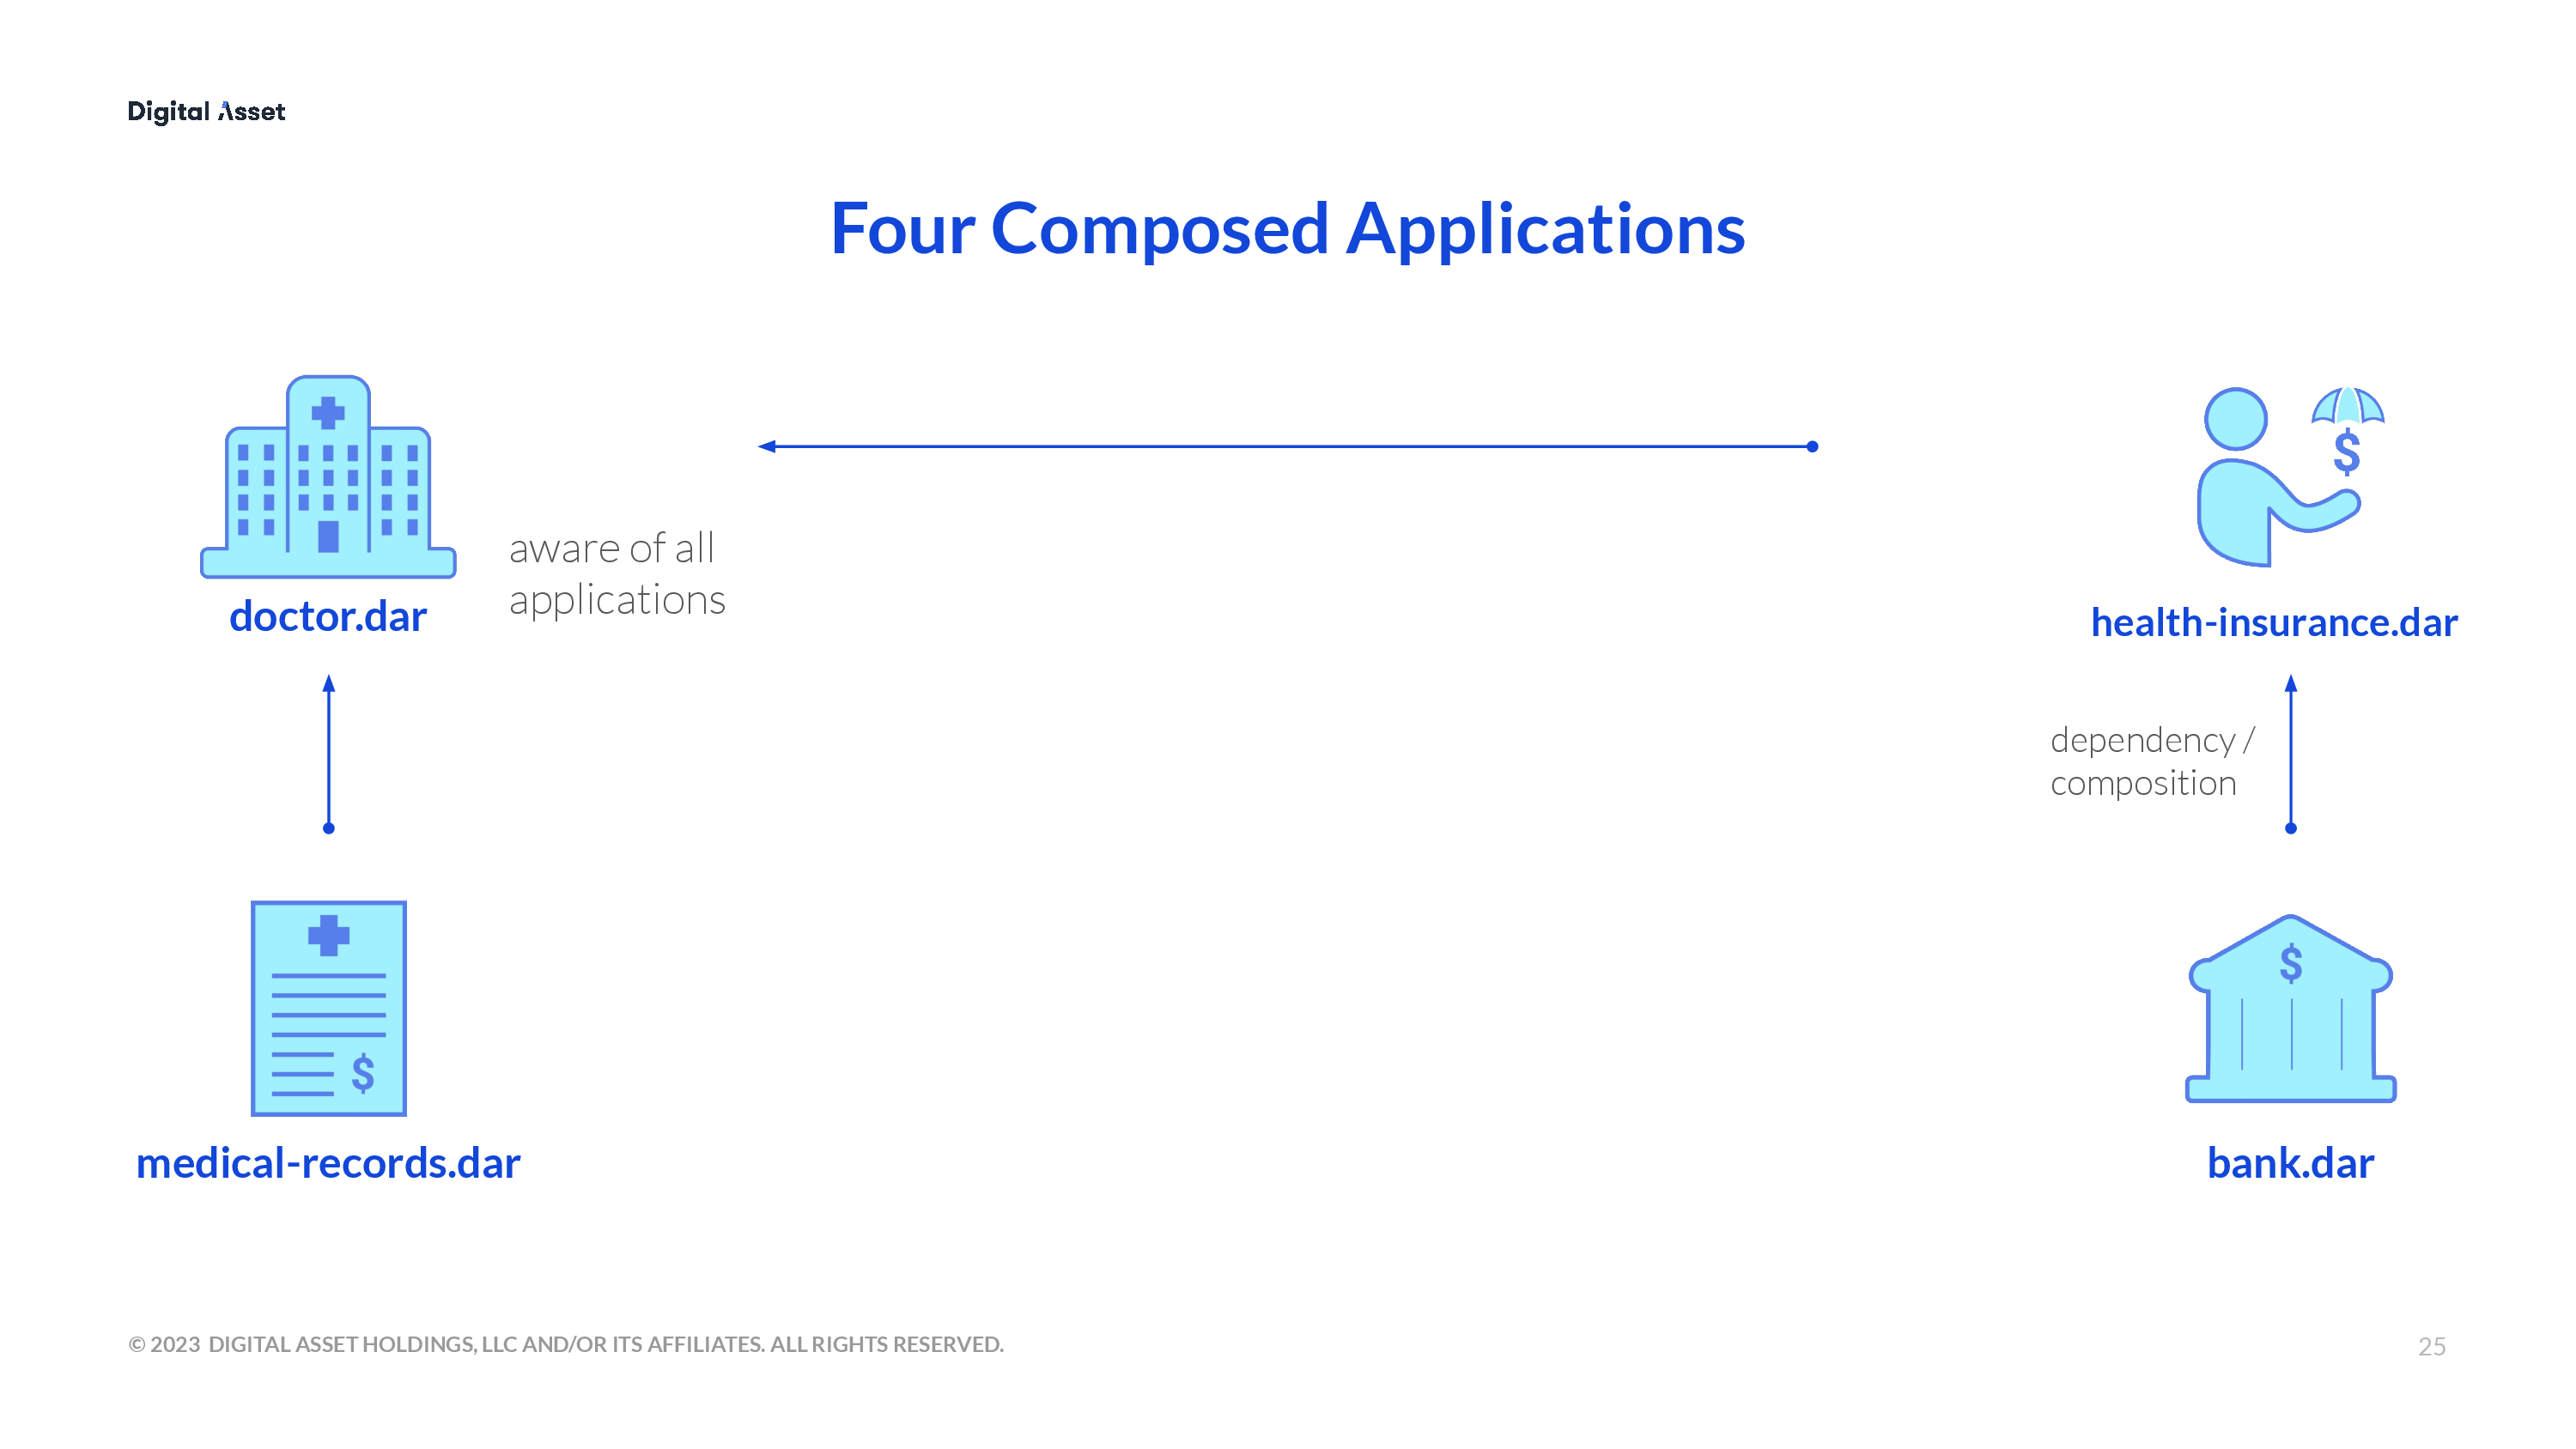 Digital Asset
Four Composed Applications
aware of all
applications
doctor.dar
health-insurance.dar
dependency /
composition
medical-records.dar
bank.dar
© 2023 DIGITAL ASSET HOLDINGS, LLC AND/OR ITS AFFILIATES. ALL RIGHTS RESERVED.
25